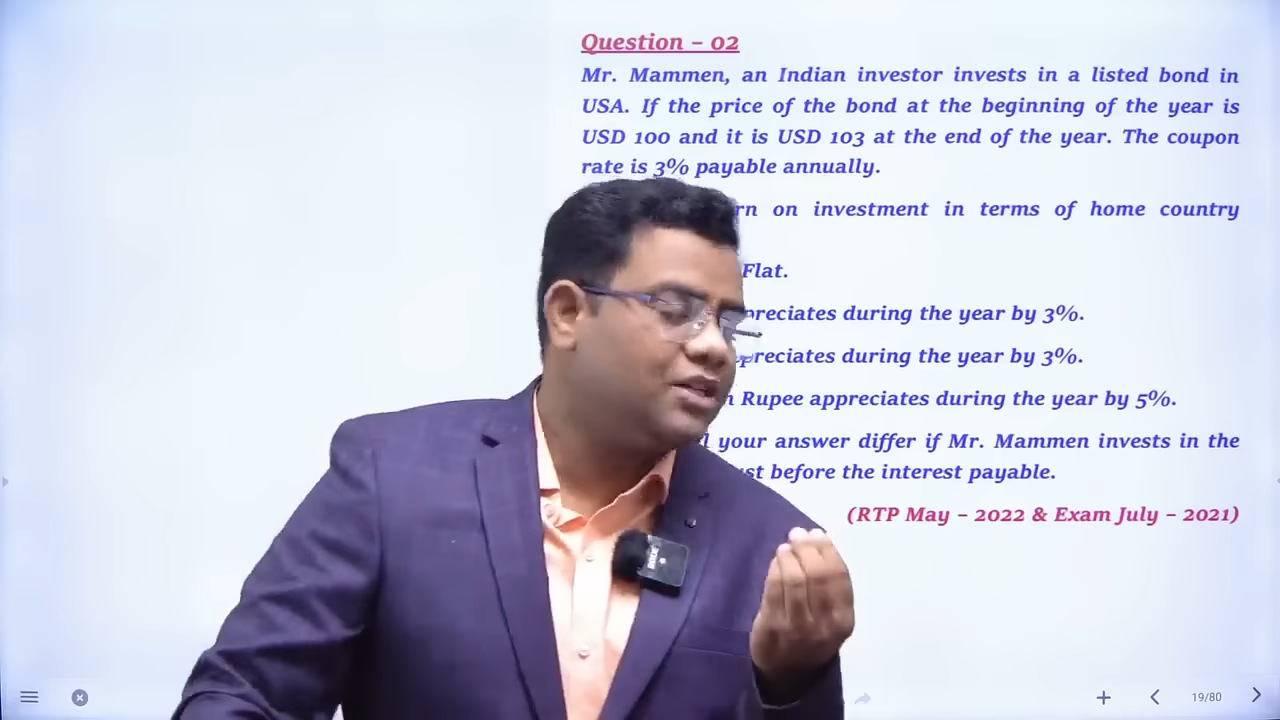 Question – 02
Mr. Mammen, an Indian investor invests in a listed bond in
USA. If the price of the bond at the beginning of the year is
USD 100 and it is USD 103 at the end of the year. The coupon
rate is 3% payable annually.
on investment in terms of home country
Flat.
during the year by 3%.
during the year by 3%.
Rupee appreciates during the year by 5%.
your answer differ if Mr. Mammen invests in the
before the interest payable.
(RTP May – 2022 & Exam July – 2021)
19/80